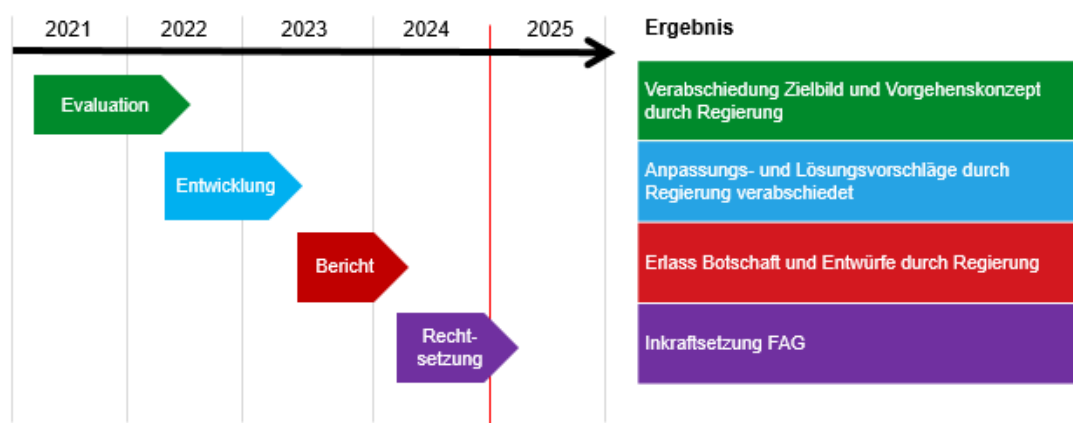 2021 2022 2023 2024 2025 Ergebnis
Evaluation
Verabschiedung Zielbild und Vorgehenskonzept
durch Regierung
Entwicklung
Anpassungs- und Lösungsvorschläge durch
Regierung verabschiedet
Bericht
Erlass Botschaft und Entwürfe durch Regierung
Recht-
setzung
Inkraftsetzung FAG